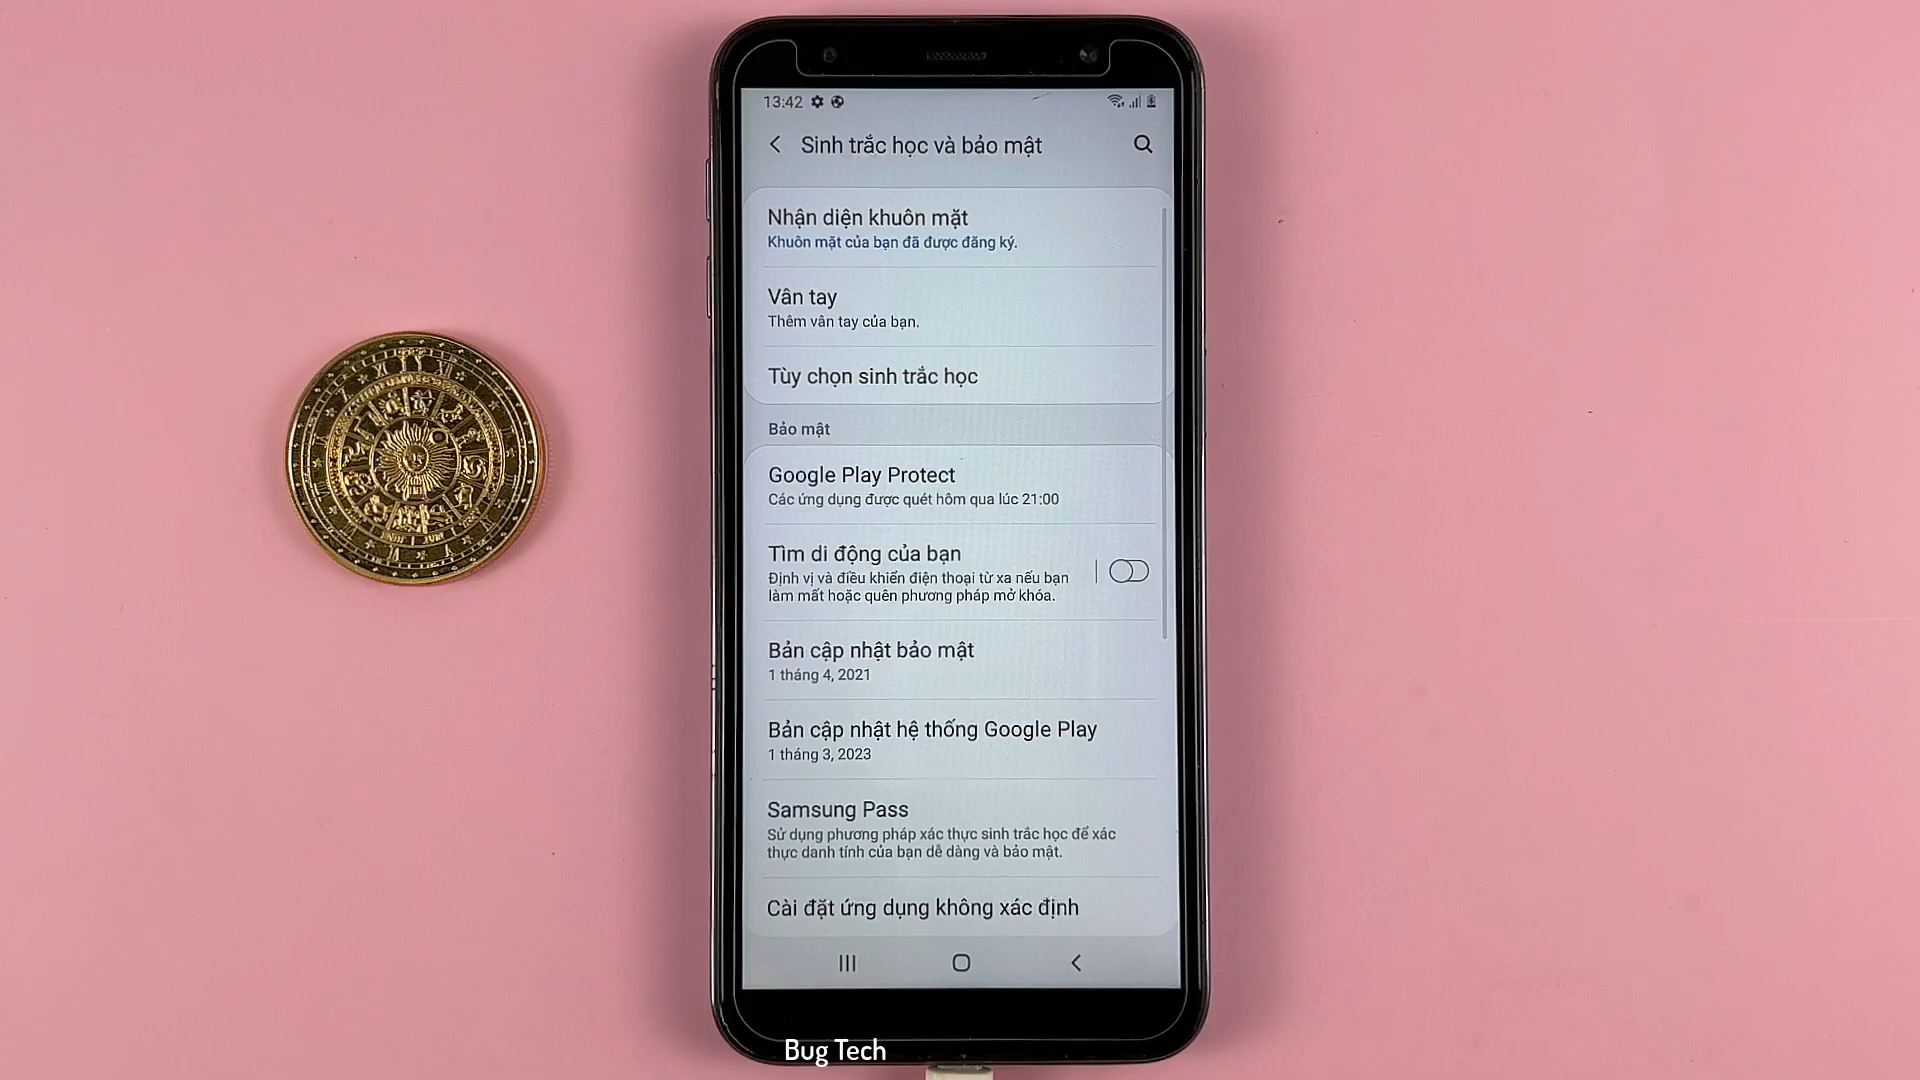 13:42
Sinh trắc học và bảo mật
Nhận diện khuôn mặt
Khuôn mặt của bạn đã được đăng ký.
Vân tay
Thêm vân tay của bạn.
Tùy chọn sinh trắc học
Bảo mật
Google Play Protect
Các ứng dụng được quét hôm qua lúc 21:00
Tìm di động của bạn
Định vị và điều khiển điện thoại từ xa nếu bạn
làm mất hoặc quên phương pháp mở khóa.
Bản cập nhật bảo mật
1 tháng 4, 2021
Bản cập nhật hệ thống Google Play
1 tháng 3, 2023
Samsung Pass
Sử dụng phương pháp xác thực sinh trắc học để xác
thực danh tính của bạn dễ dàng và bảo mật.
Cài đặt ứng dụng không xác định
Bug Tech